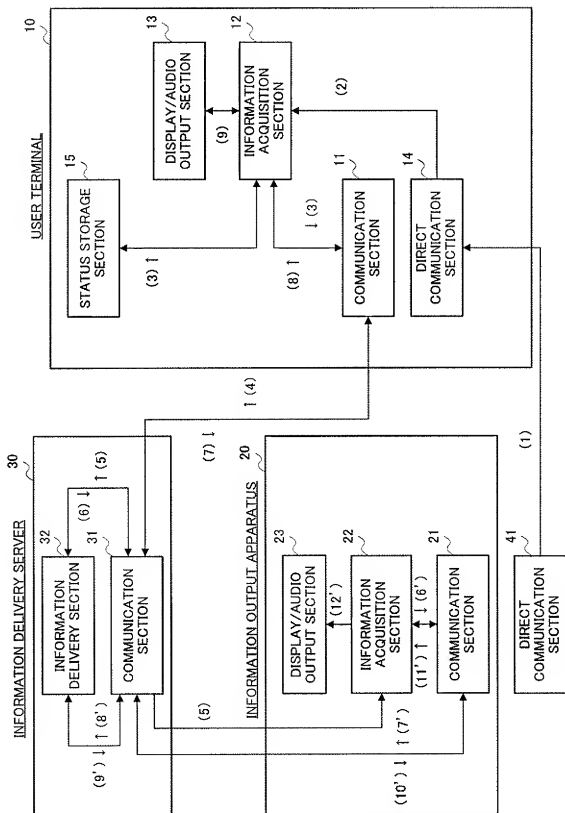 INFORMATION DELIVERY SERVER
30
32
INFORMATION
DELIVERY SECTION
(6) ↓
↑ (5)
31
COMMUNICATION
SECTION
(9') ↓
↑ (8')
(5)
(7) ↓
↑ (4)
INFORMATION OUTPUT APPARATUS
20
23
DISPLAY/AUDIO
OUTPUT SECTION
(12')
22
INFORMATION
ACQUISITION
SECTION
(11') ↑
↓ (6')
21
COMMUNICATION
SECTION
(10') ↓
↑ (7')
41
DIRECT
COMMUNICATION
SECTION
(1)
USER TERMINAL
10
15
STATUS STORAGE
SECTION
(3) ↑
13
DISPLAY/AUDIO
OUTPUT SECTION
(9)
12
INFORMATION
ACQUISITION
SECTION
(8) ↑
↓ (3)
(2)
11
COMMUNICATION
SECTION
14
DIRECT
COMMUNICATION
SECTION